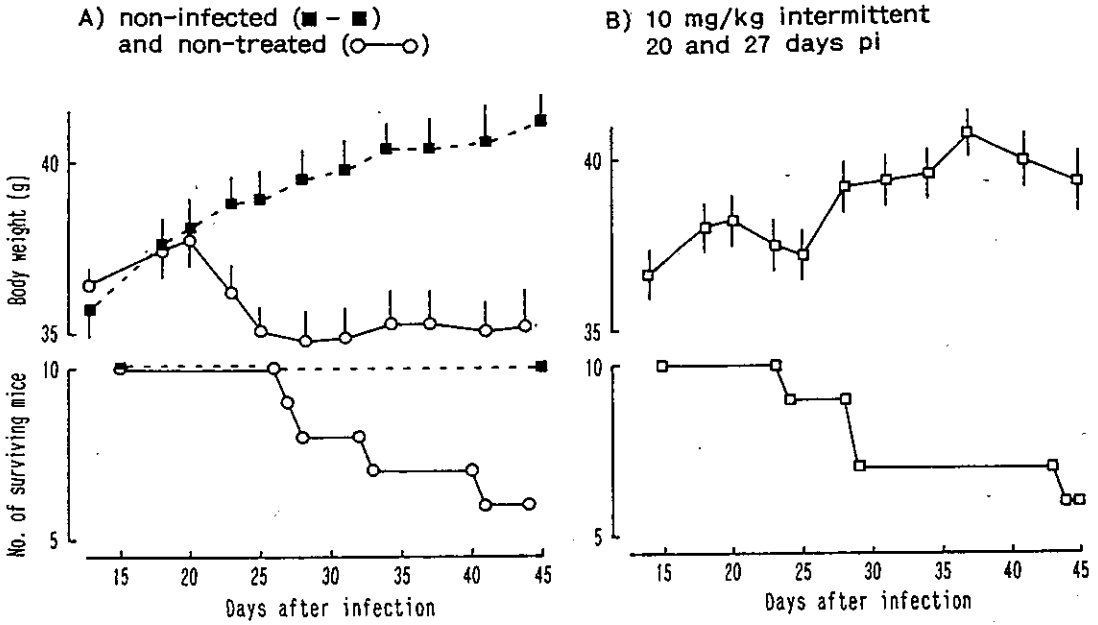 A) non-infected (■ - ■)
and non-treated (○—○)
B) 10 mg/kg intermittent
20 and 27 days pi
Body weight (g)
40
35
No. of surviving mice
10
5
15 20 25 30 35 40 45
Days after infection
40
35
10
5
15 20 25 30 35 40 45
Days after infection